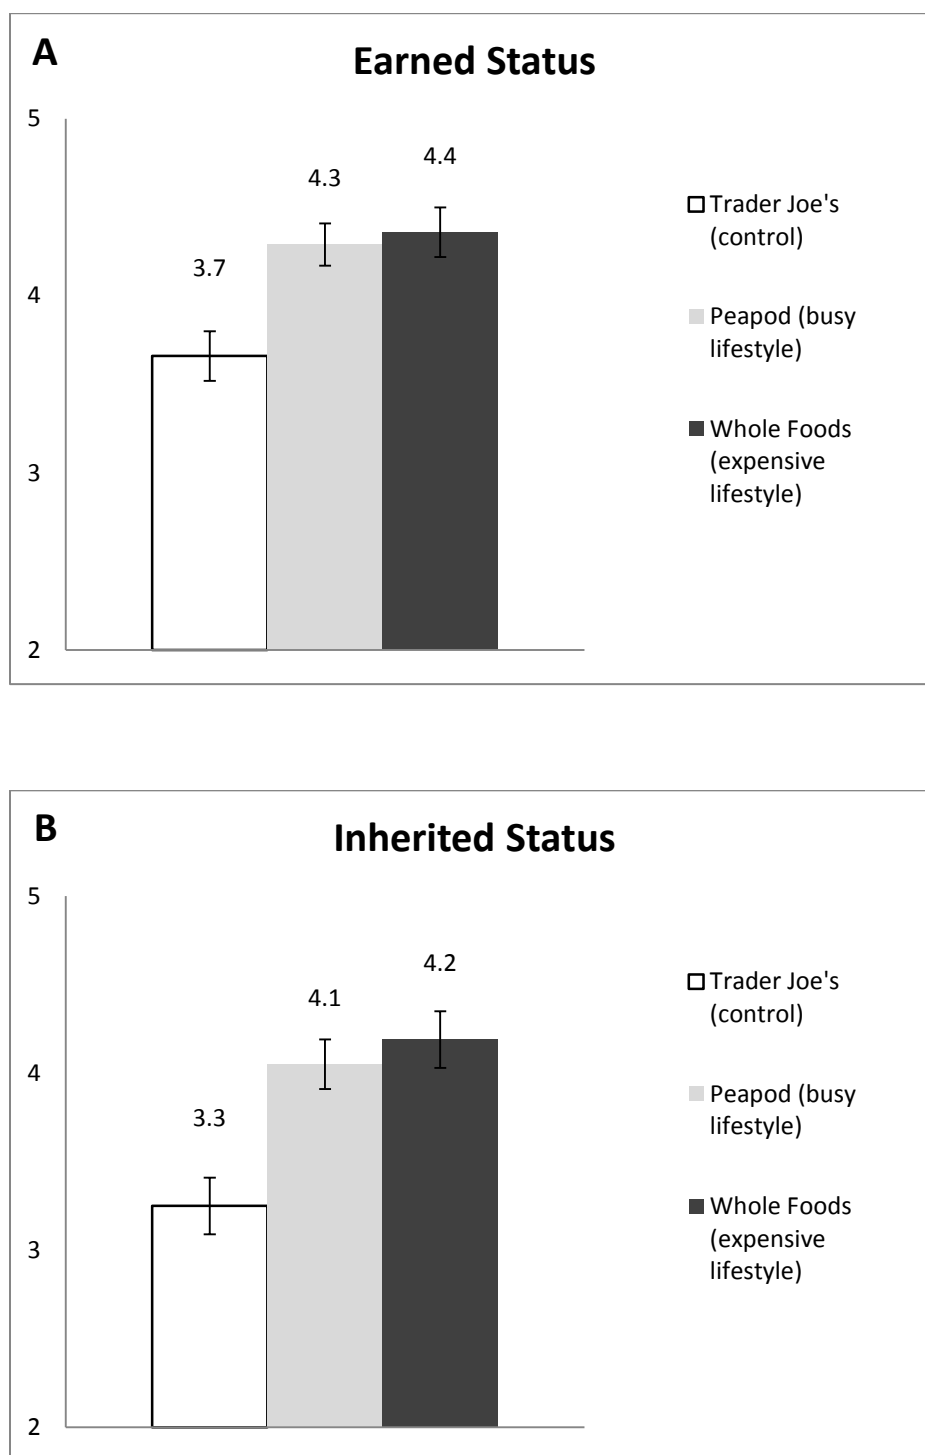 A
Earned Status
5
4.4
4.3
Trader Joe's
(control)
3.7
4
Peapod (busy
lifestyle)
Whole Foods
(expensive
lifestyle)
3
2
B
Inherited Status
5
4.2
4.1
Trader Joe's
(control)
4
3.3
Peapod (busy
lifestyle)
Whole Foods
(expensive
lifestyle)
3
2